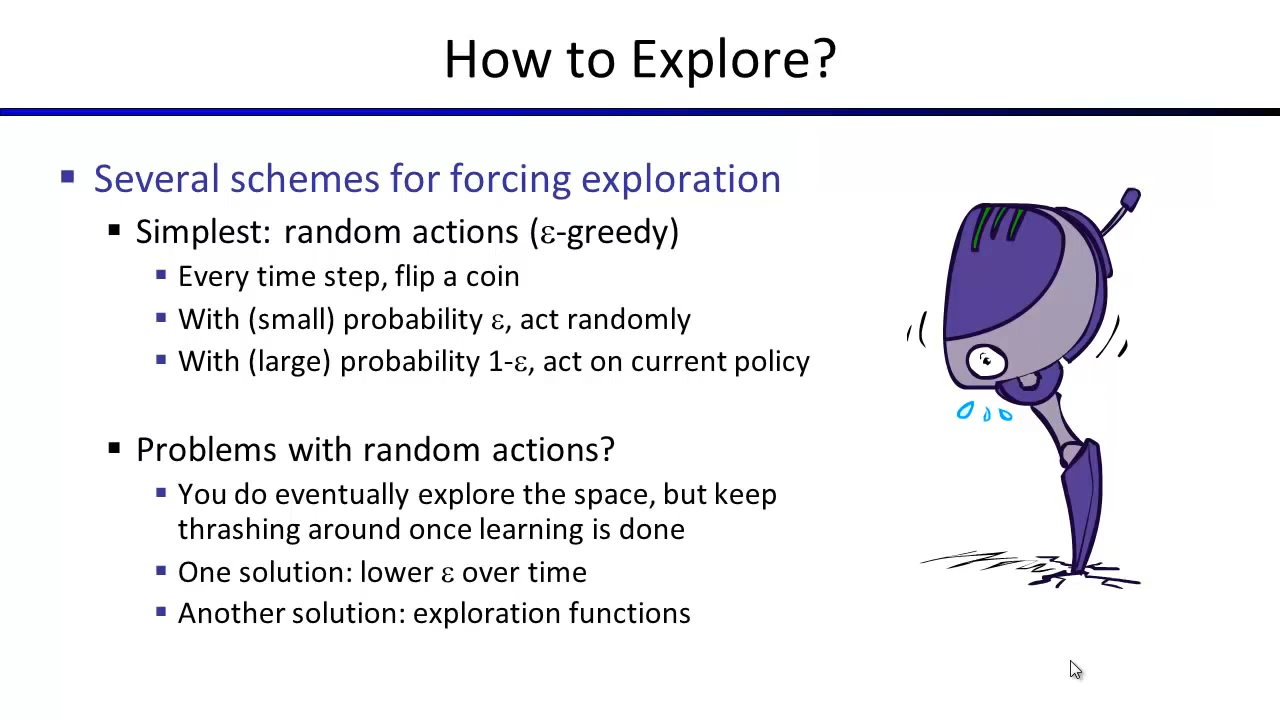 How to Explore?
Several schemes for forcing exploration
Simplest: random actions (ε-greedy)
Every time step, flip a coin
With (small) probability ε, act randomly
With (large) probability 1-ε, act on current policy
Problems with random actions?
You do eventually explore the space, but keep
thrashing around once learning is done
One solution: lower ε over time
Another solution: exploration functions